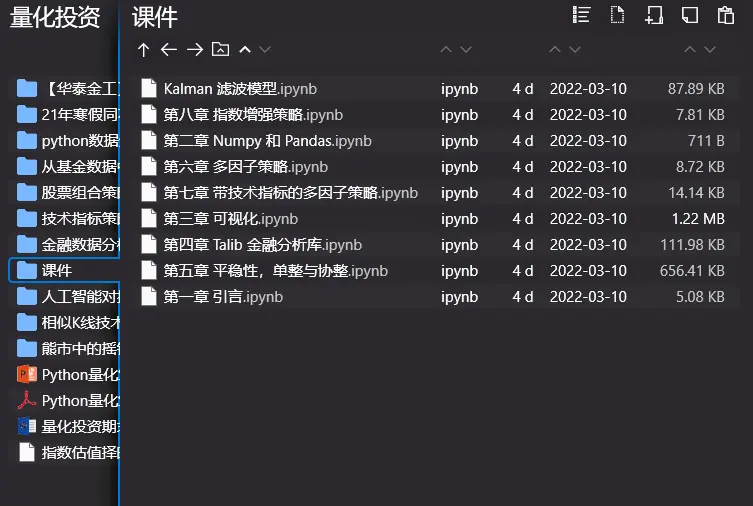 量化投资
课件
【华泰金工】
21年寒假同
python数据
从基金数据
股票组合策
技术指标策
金融数据分
课件
人工智能对
相似K线技术
熊市中的摇
Python量化
Python量化
量化投资期
指数估值择
Kalman 滤波模型.ipynb ipynb 4 d 2022-03-10 87.89 KB
第八章 指数增强策略.ipynb ipynb 4 d 2022-03-10 7.81 KB
第二章 Numpy 和 Pandas.ipynb ipynb 4 d 2022-03-10 711 B
第六章 多因子策略.ipynb ipynb 4 d 2022-03-10 8.72 KB
第七章 带技术指标的多因子策略.ipynb ipynb 4 d 2022-03-10 14.14 KB
第三章 可视化.ipynb ipynb 4 d 2022-03-10 1.22 MB
第四章 Talib 金融分析库.ipynb ipynb 4 d 2022-03-10 111.98 KB
第五章 平稳性，单整与协整.ipynb ipynb 4 d 2022-03-10 656.41 KB
第一章 引言.ipynb ipynb 4 d 2022-03-10 5.08 KB